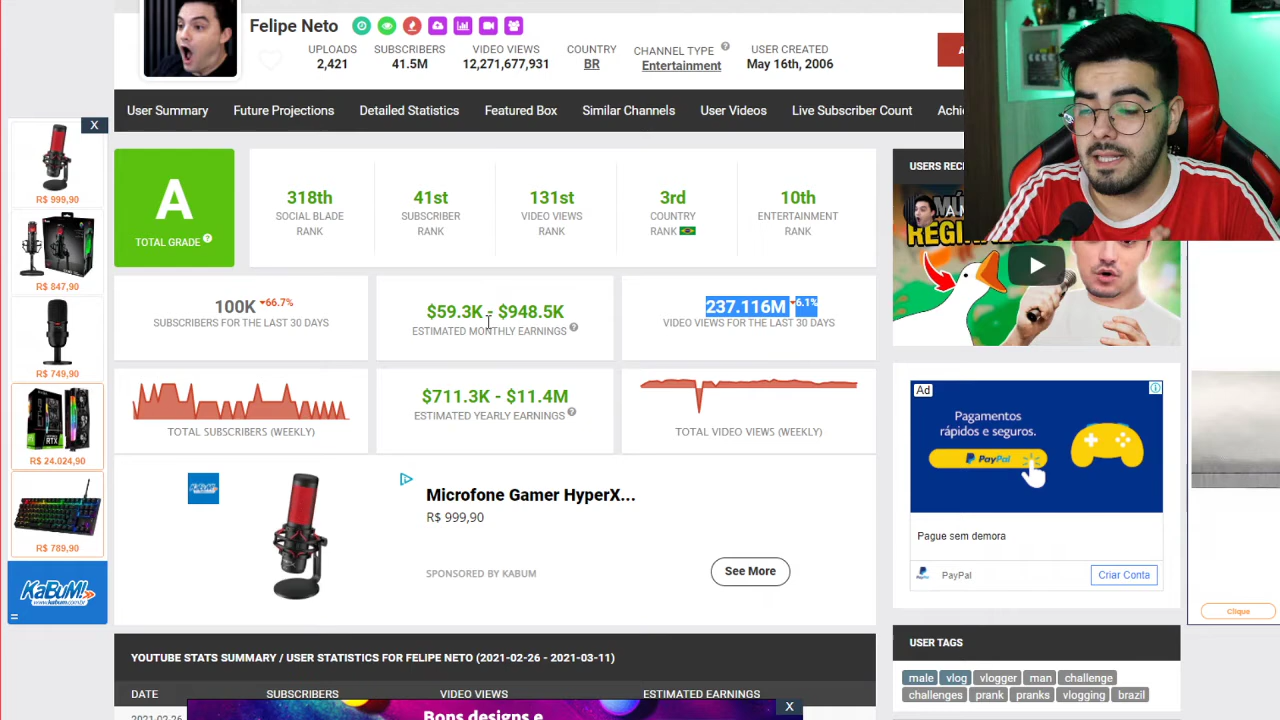 Felipe Neto
UPLOADS
2,421
SUBSCRIBERS
41.5M
VIDEO VIEWS
12,271,677,931
COUNTRY
BR
CHANNEL TYPE ?
Entertainment
USER CREATED
May 16th, 2006
User Summary
Future Projections
Detailed Statistics
Featured Box
Similar Channels
User Videos
Live Subscriber Count
Achi
X
R$ 999,90
R$ 847,90
R$ 749,90
R$ 24.024,90
R$ 789,90
KaBuM!
www.kabum.com.br
A
TOTAL GRADE ?
318th
SOCIAL BLADE
RANK
41st
SUBSCRIBER
RANK
131st
VIDEO VIEWS
RANK
3rd
COUNTRY
RANK
10th
ENTERTAINMENT
RANK
100K 66.7%
SUBSCRIBERS FOR THE LAST 30 DAYS
$59.3K - $948.5K
ESTIMATED MONTHLY EARNINGS ?
237.116M 6.1%
VIDEO VIEWS FOR THE LAST 30 DAYS
TOTAL SUBSCRIBERS (WEEKLY)
$711.3K - $11.4M
ESTIMATED YEARLY EARNINGS ?
TOTAL VIDEO VIEWS (WEEKLY)
Microfone Gamer HyperX...
R$ 999,90
SPONSORED BY KABUM
See More
USERS REC
Ad
Pagamentos
rápidos e seguros.
PayPal
Pague sem demora
PayPal
Criar Conta
Clique
USER TAGS
male vlog vlogger man challenge
challenges prank pranks vlogging brazil
YOUTUBE STATS SUMMARY / USER STATISTICS FOR FELIPE NETO (2021-02-26 - 2021-03-11)
DATE
SUBSCRIBERS
VIDEO VIEWS
ESTIMATED EARNINGS
2021-02-26
X
Bons designs e